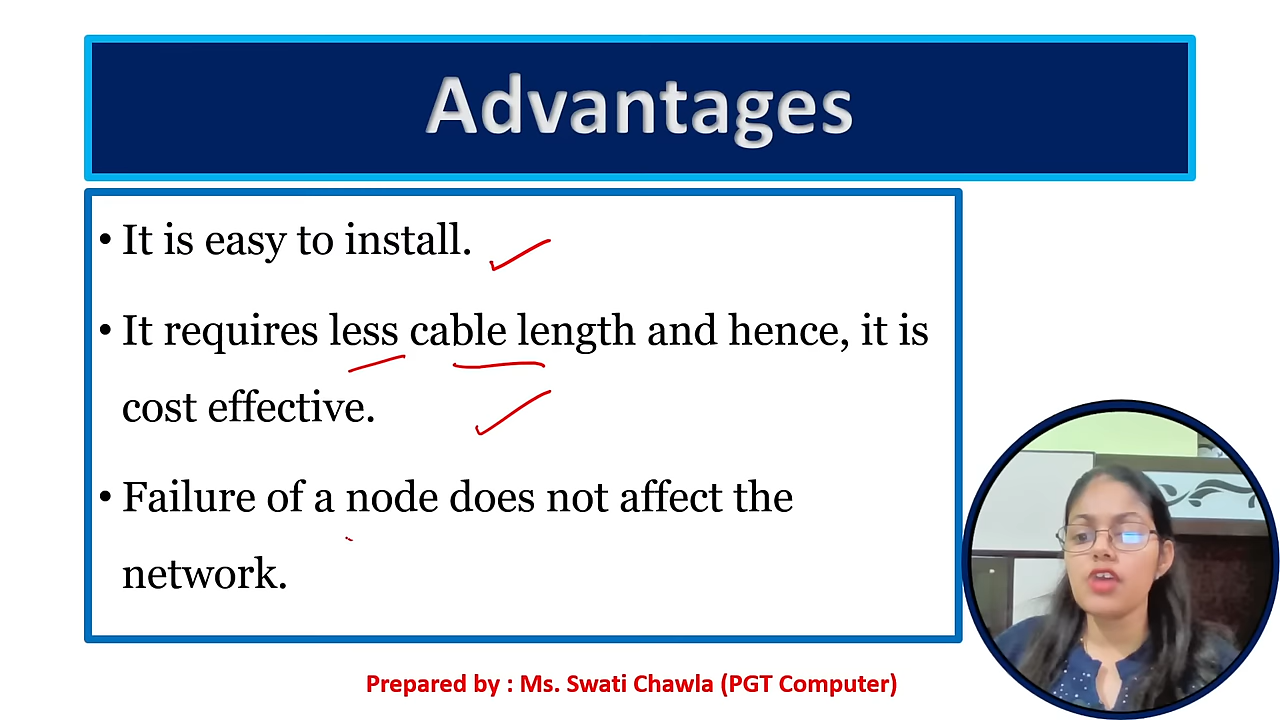 Advantages
• It is easy to install.
• It requires less cable length and hence, it is
cost effective.
• Failure of a node does not affect the
network.
Prepared by : Ms. Swati Chawla (PGT Computer)